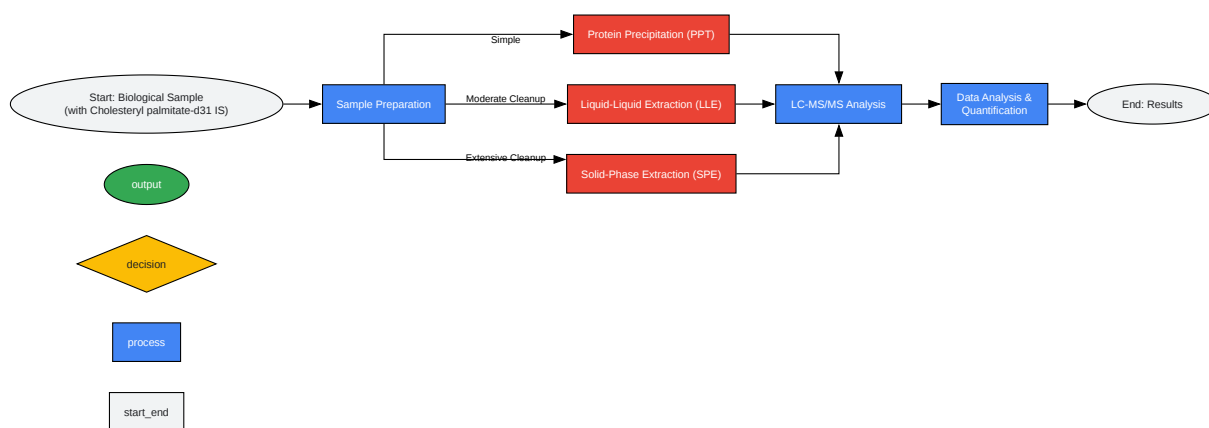 Start: Biological Sample
(with Cholesteryl palmitate-d31 IS)
Sample Preparation
Simple
Moderate Cleanup
Extensive Cleanup
Protein Precipitation (PPT)
Liquid-Liquid Extraction (LLE)
Solid-Phase Extraction (SPE)
LC-MS/MS Analysis
Data Analysis &
Quantification
End: Results
output
decision
process
start_end